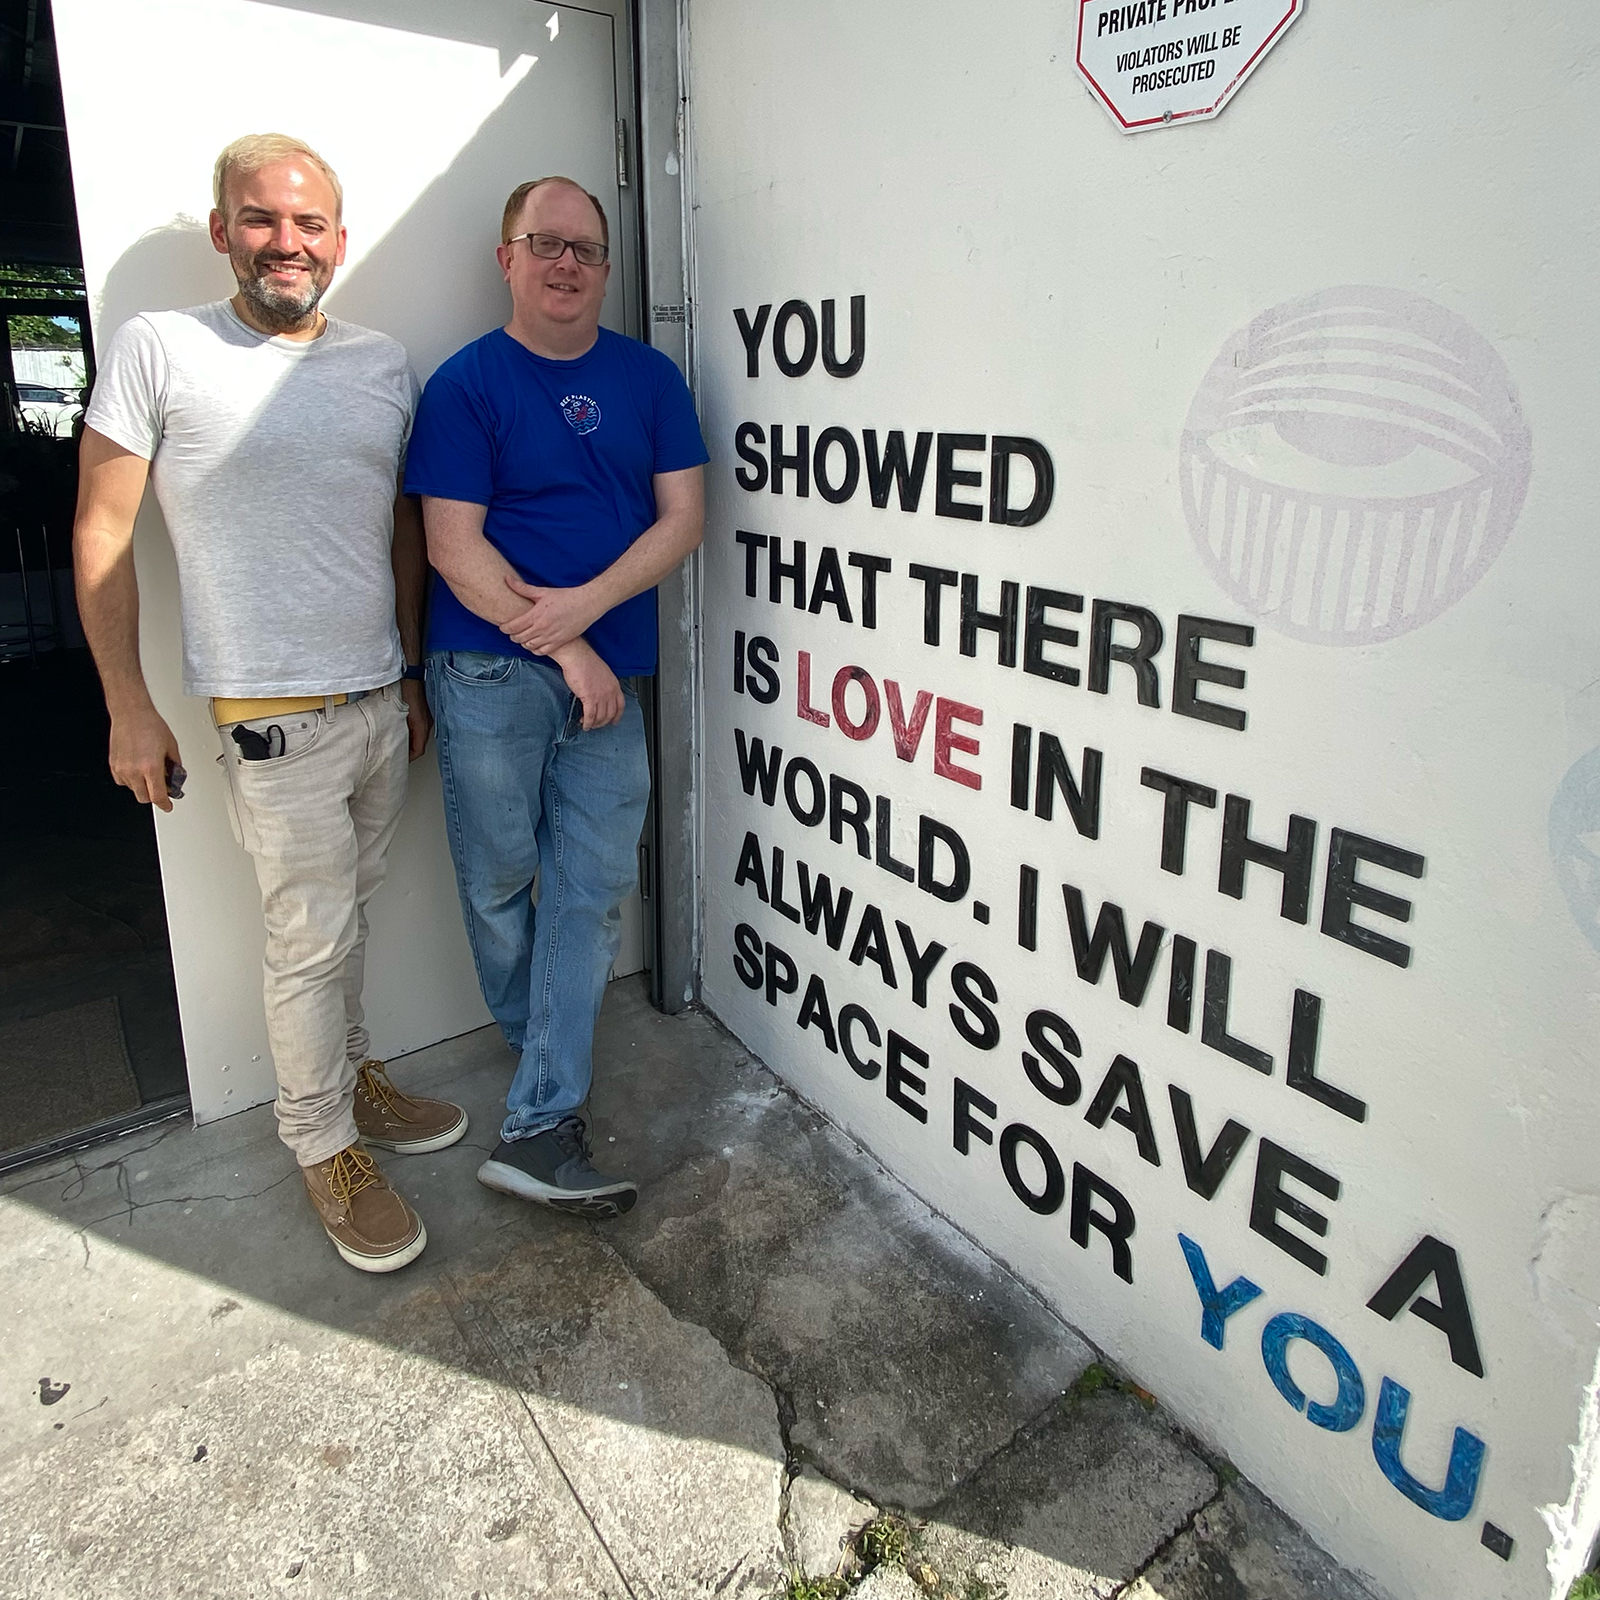 PRIVATE
VIOLATORS WILL BE
PROSECUTED
YOU
SHOWED
THAT THERE
IS LOVE IN THE
WORLD. I WILL
ALWAYS SAVE A
SPACE FOR YOU.
PLASTIC